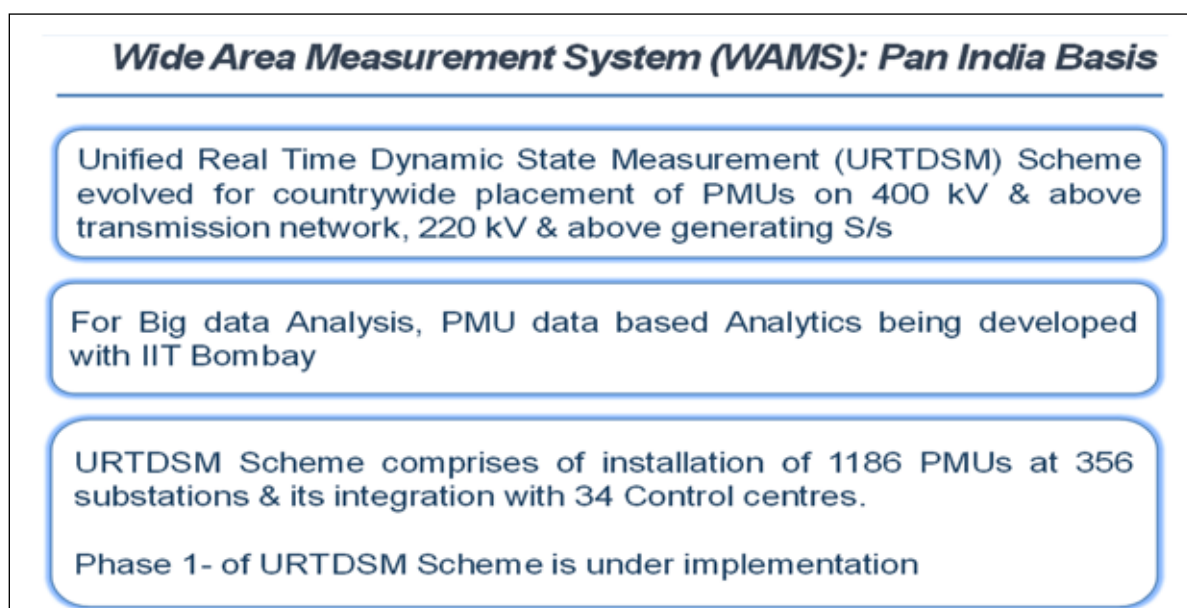 Wide Area Measurement System (WAMS): Pan India Basis
Unified Real Time Dynamic State Measurement (URTDSM) Scheme
evolved for countrywide placement of PMUs on 400 kV & above
transmission network, 220 kV & above generating S/s
For Big data Analysis, PMU data based Analytics being developed
with IIT Bombay
URTDSM Scheme comprises of installation of 1186 PMUs at 356
substations & its integration with 34 Control centres.
Phase 1- of URTDSM Scheme is under implementation